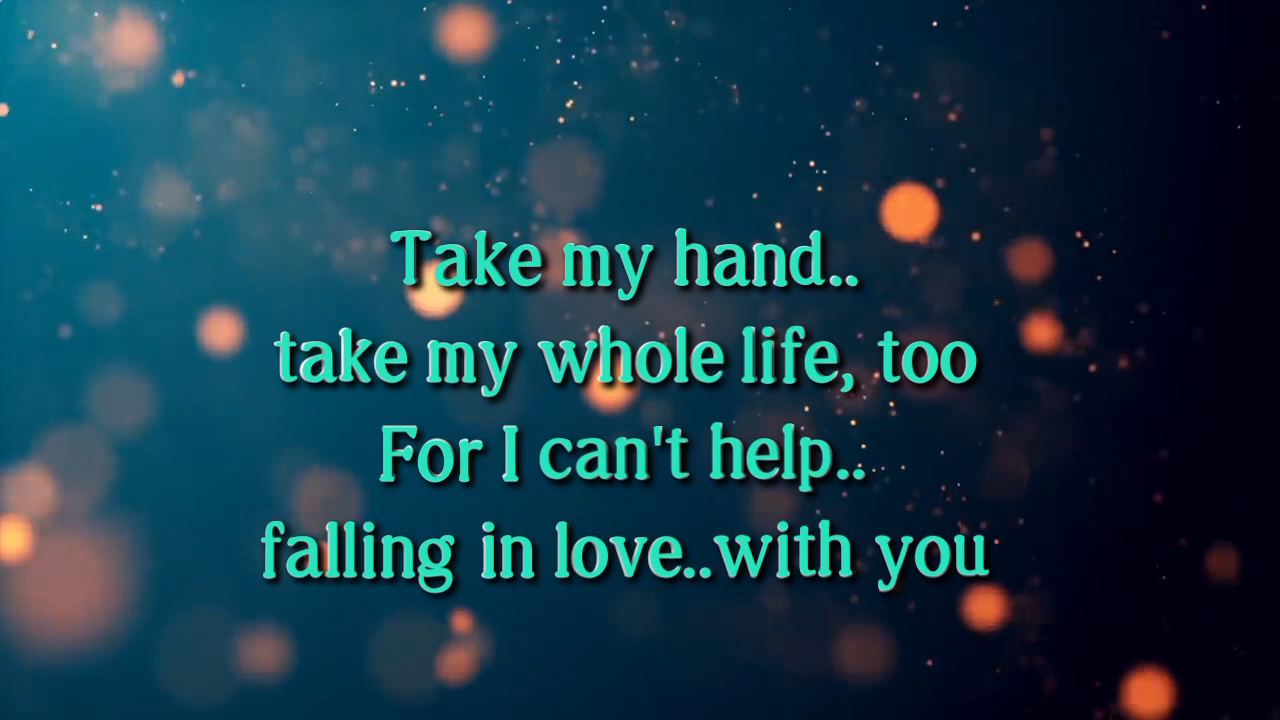 Take my hand..
take my whole life, too
For I can't help..
falling in love..with you